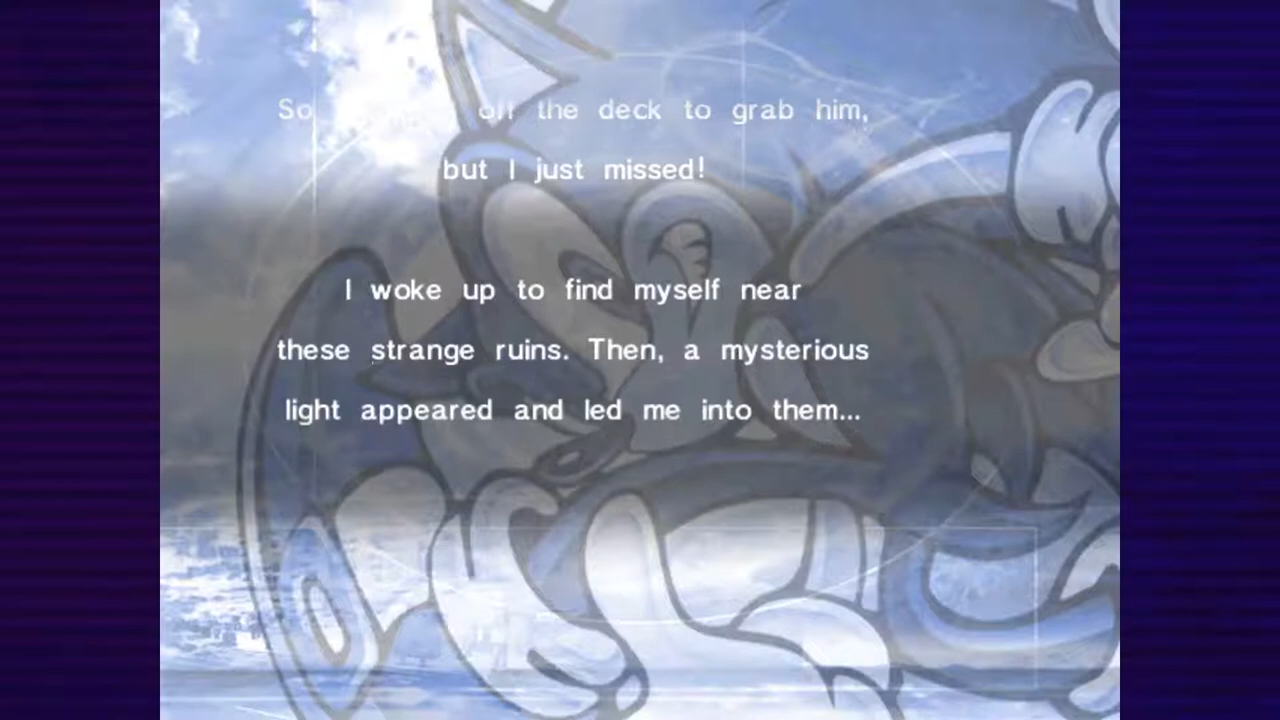 So off the deck to grab him,
but I just missed!
I woke up to find myself near
these strange ruins. Then, a mysterious
light appeared and led me into them...